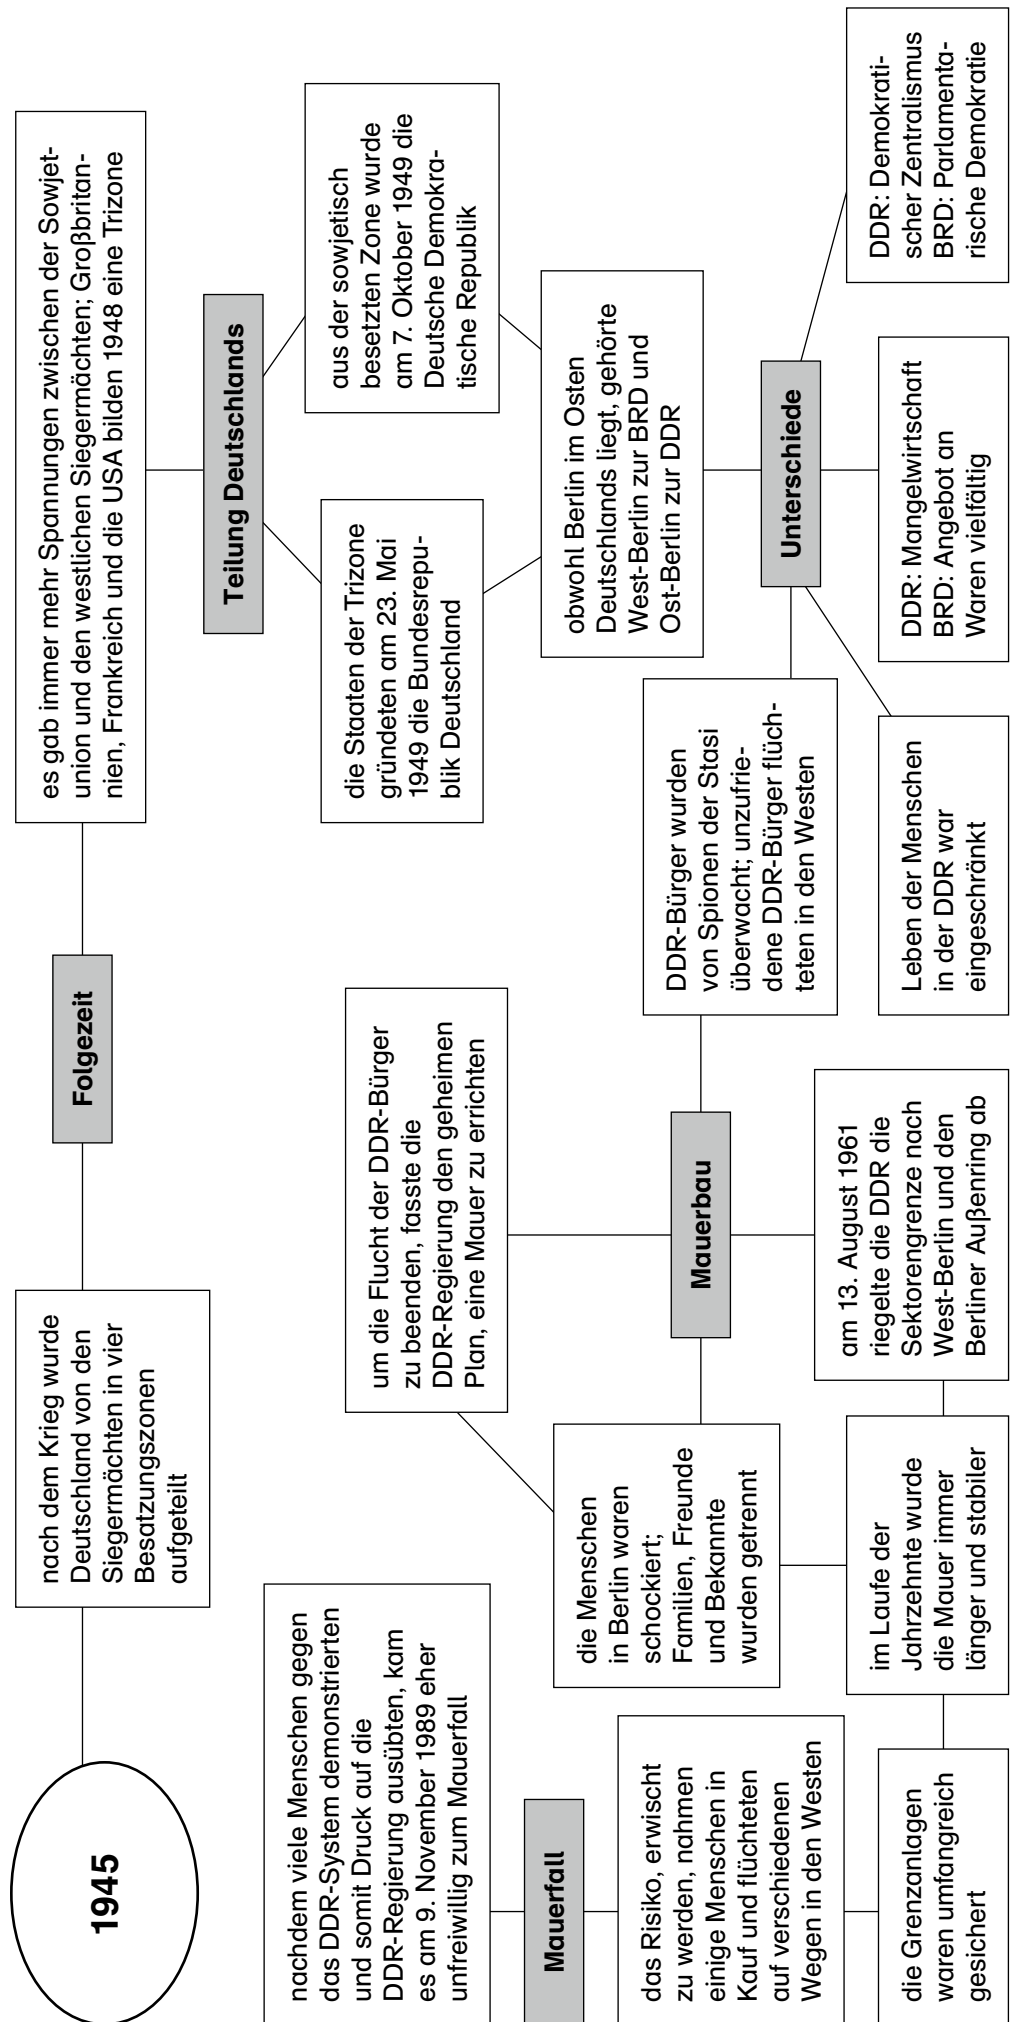 1945
nach dem Krieg wurde
Deutschland von den
Siegermächten in vier
Besatzungszonen
aufgeteilt
Folgezeit
es gab immer mehr Spannungen zwischen der Sowjet-
union und den westlichen Siegermächten; Großbritan-
nien, Frankreich und die USA bilden 1948 eine Trizone
Teilung Deutschlands
die Staaten der Trizone
gründeten am 23. Mai
1949 die Bundesrepu-
blik Deutschland
aus der sowjetisch
besetzten Zone wurde
am 7. Oktober 1949 die
Deutsche Demokra-
tische Republik
obwohl Berlin im Osten
Deutschlands liegt, gehörte
West-Berlin zur BRD und
Ost-Berlin zur DDR
Unterschiede
DDR: Demokrati-
scher Zentralismus
BRD: Parlamenta-
rische Demokratie
DDR: Mangelwirtschaft
BRD: Angebot an
Waren vielfältig
Leben der Menschen
in der DDR war
eingeschränkt
DDR-Bürger wurden
von Spionen der Stasi
überwacht; unzufrie-
dene DDR-Bürger flüch-
teten in den Westen
Mauerbau
um die Flucht der DDR-Bürger
zu beenden, fasste die
DDR-Regierung den geheimen
Plan, eine Mauer zu errichten
am 13. August 1961
riegelte die DDR die
Sektorengrenze nach
West-Berlin und den
Berliner Außenring ab
die Menschen
in Berlin waren
schockiert;
Familien, Freunde
und Bekannte
wurden getrennt
im Laufe der
Jahrzehnte wurde
die Mauer immer
länger und stabiler
die Grenzanlagen
waren umfangreich
gesichert
das Risiko, erwischt
zu werden, nahmen
einige Menschen in
Kauf und flüchteten
auf verschiedenen
Wegen in den Westen
Mauerfall
nachdem viele Menschen gegen
das DDR-System demonstrierten
und somit Druck auf die
DDR-Regierung ausübten, kam
es am 9. November 1989 eher
unfreiwillig zum Mauerfall